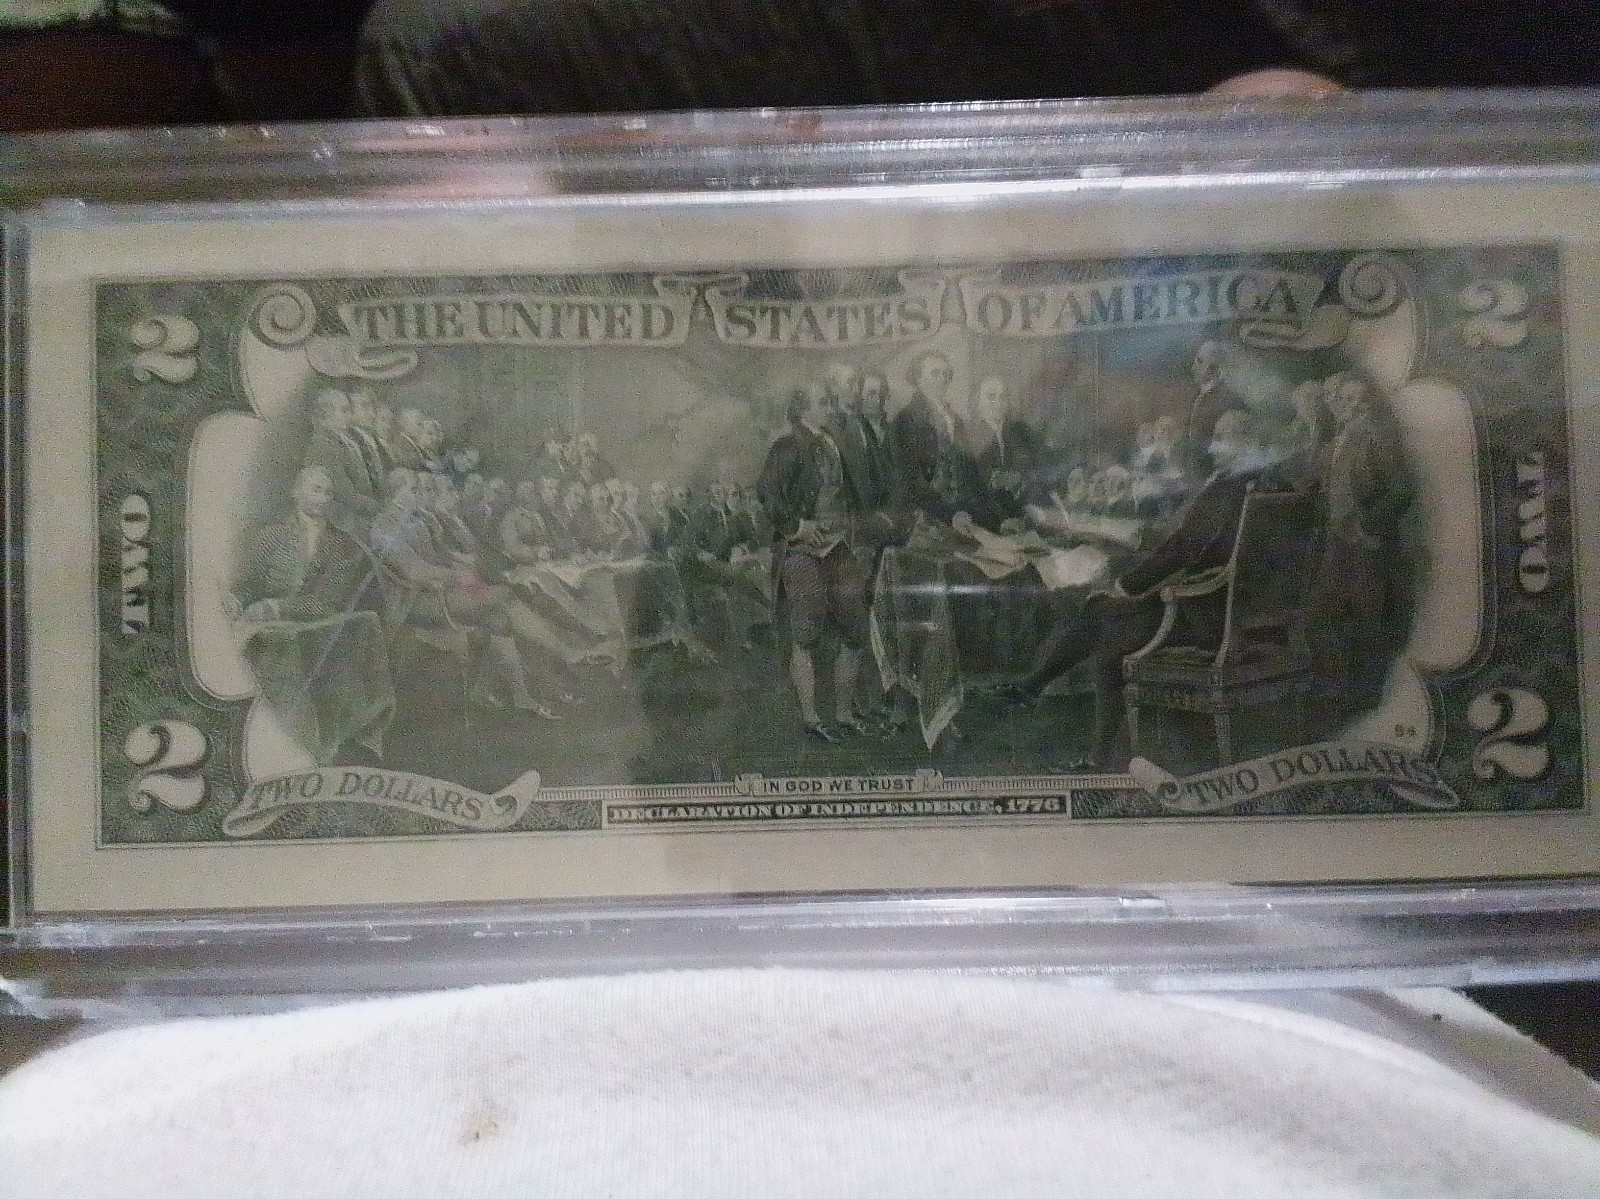 THE UNITED STATES OF AMERICA
2
2
TWO
TWO
2
2
TWO DOLLARS
TWO DOLLARS
IN GOD WE TRUST
DECLARATION OF INDEPENDENCE, 1776